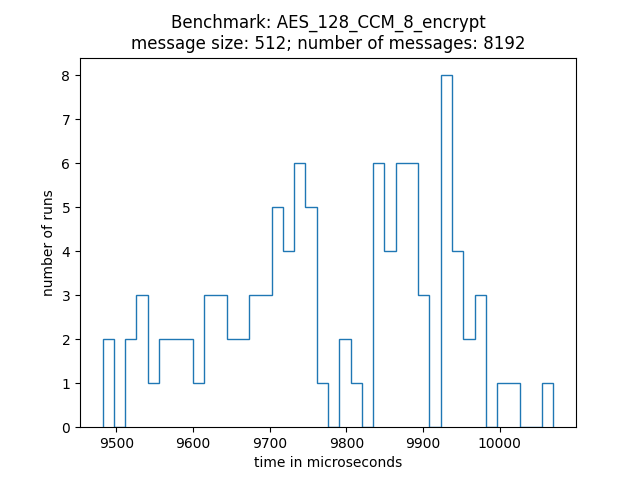 Benchmark: AES_128_CCM_8_encrypt
message size: 512; number of messages: 8192
8
7
6
5
4
3
2
1
0
number of runs
9500 9600 9700 9800 9900 10000
time in microseconds